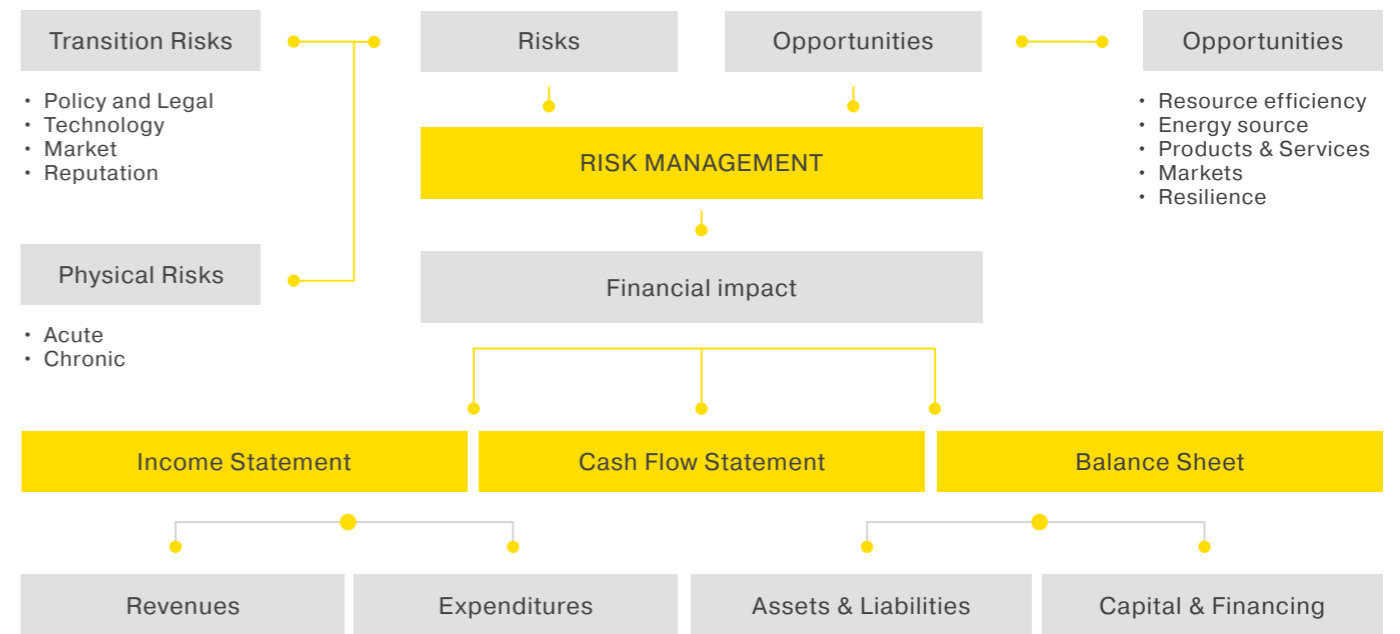 Transition Risks
Risks
Opportunities
Opportunities
• Policy and Legal
• Technology
• Market
• Reputation
• Resource efficiency
• Energy source
• Products & Services
• Markets
• Resilience
RISK MANAGEMENT
Physical Risks
• Acute
• Chronic
Financial impact
Income Statement
Cash Flow Statement
Balance Sheet
Revenues
Expenditures
Assets & Liabilities
Capital & Financing